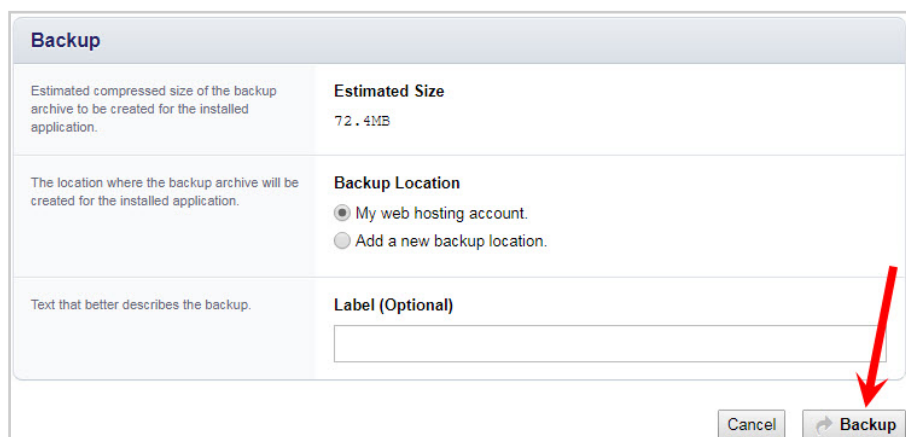 Backup
Estimated compressed size of the backup
archive to be created for the installed
application.
Estimated Size
72.4MB
The location where the backup archive will be
created for the installed application.
Backup Location
My web hosting account.
Add a new backup location.
Text that better describes the backup.
Label (Optional)
Cancel
Backup